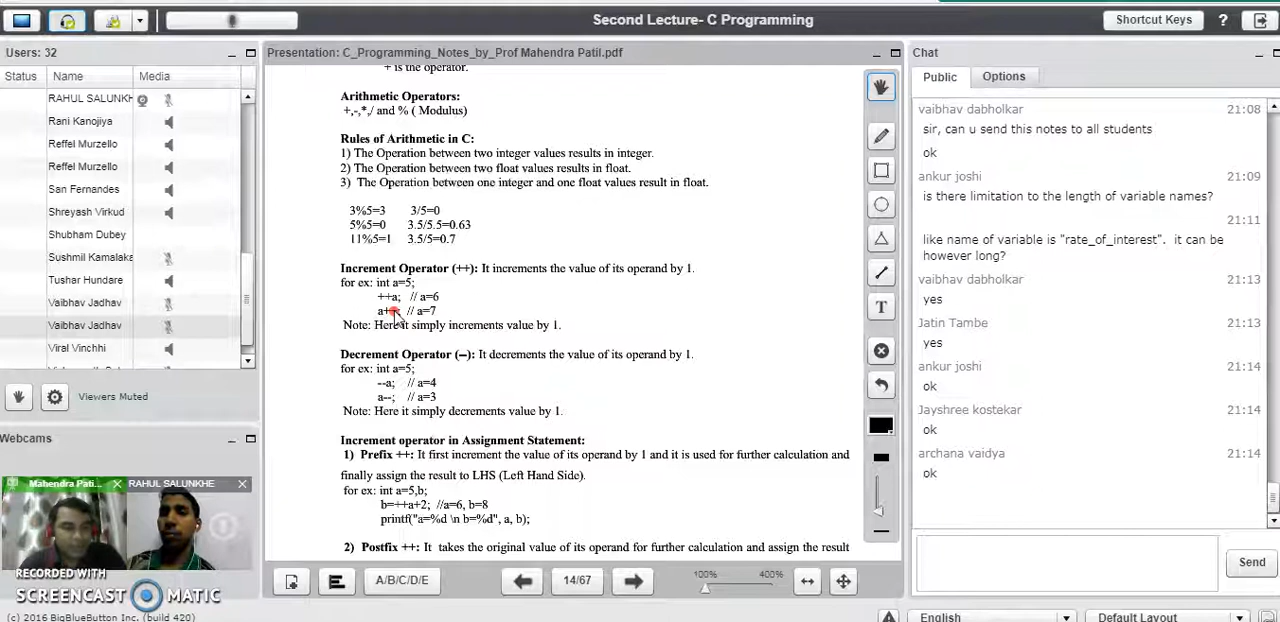 Second Lecture- C Programming
Shortcut Keys
?
Users: 32
Status Name Media
RAHUL SALUNKH
Rani Kanojiya
Reffel Murzello
Reffel Murzello
San Fernandes
Shreyash Virkud
Shubham Dubey
Sushmil Kamalaka
Tushar Hundare
Vaibhav Jadhav
Vaibhav Jadhav
Viral Vinchhi
Viewers Muted
Webcams
Mahendra Pati...
RAHUL SALUNKHE
RECORDED WITH
SCREENCAST MATIC
(c) 2016 BigBlueButton Inc. (build 420)
Presentation: C_Programming_Notes_by_Prof Mahendra Patil.pdf
+ is the operator.
Arithmetic Operators:
+,-,*,/ and % ( Modulus)
Rules of Arithmetic in C:
1) The Operation between two integer values results in integer.
2) The Operation between two float values results in float.
3) The Operation between one integer and one float values result in float.
3%5=3 3/5=0
5%5=0 3.5/5.5=0.63
11%5=1 3.5/5=0.7
Increment Operator (++): It increments the value of its operand by 1.
for ex: int a=5;
++a; // a=6
a+ // a=7
Note: Here it simply increments value by 1.
Decrement Operator (--): It decrements the value of its operand by 1.
for ex: int a=5;
--a; // a=4
a--; // a=3
Note: Here it simply decrements value by 1.
Increment operator in Assignment Statement:
1) Prefix ++: It first increment the value of its operand by 1 and it is used for further calculation and
finally assign the result to LHS (Left Hand Side).
for ex: int a=5,b;
b=++a+2; //a=6, b=8
printf("a=%d \n b=%d", a, b);
2) Postfix ++: It takes the original value of its operand for further calculation and assign the result
T
A/B/C/D/E
14/67
100%
400%
Chat
Public Options
vaibhav dabholkar 21:08
sir, can u send this notes to all students
ok
ankur joshi 21:09
is there limitation to the length of variable names?
21:11
like name of variable is "rate_of_interest". it can be
however long?
vaibhav dabholkar 21:13
yes
Jatin Tambe 21:13
yes
ankur joshi 21:14
ok
Jayshree kostekar 21:14
ok
archana vaidya 21:14
ok
Send
English
Default Layout